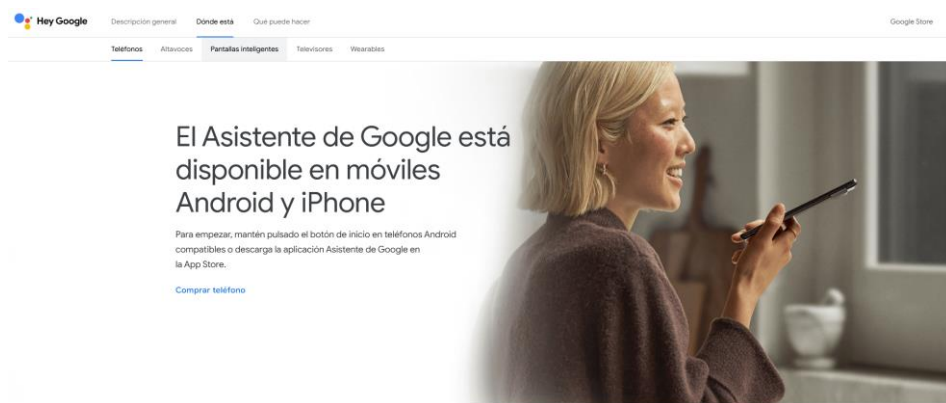 Hey Google
Descripción general
Dónde está
Qué puede hacer
Google Store
Teléfonos
Altavoces
Pantallas inteligentes
Televisores
Wearables
El Asistente de Google está
disponible en móviles
Android y iPhone
Para empezar, mantén pulsado el botón de inicio en teléfonos Android
compatibles o descarga la aplicación Asistente de Google en
la App Store.
Comprar teléfono